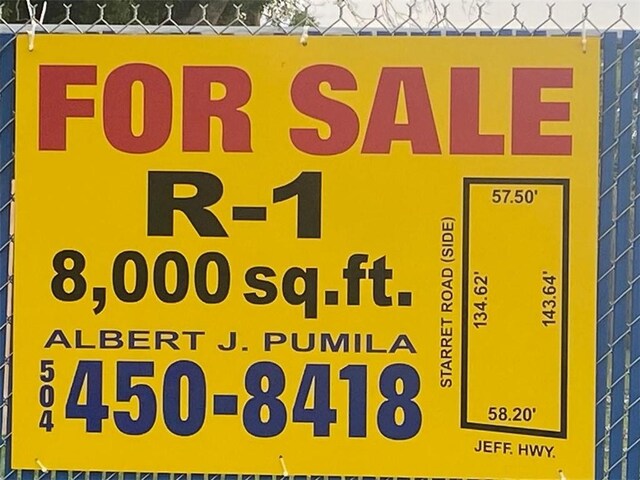 FOR SALE
R-1
8,000 sq.ft.
ALBERT J. PUMILA
504 450-8418
STARRET ROAD (SIDE)
57.50'
134.62'
143.64'
58.20'
JEFF. HWY.